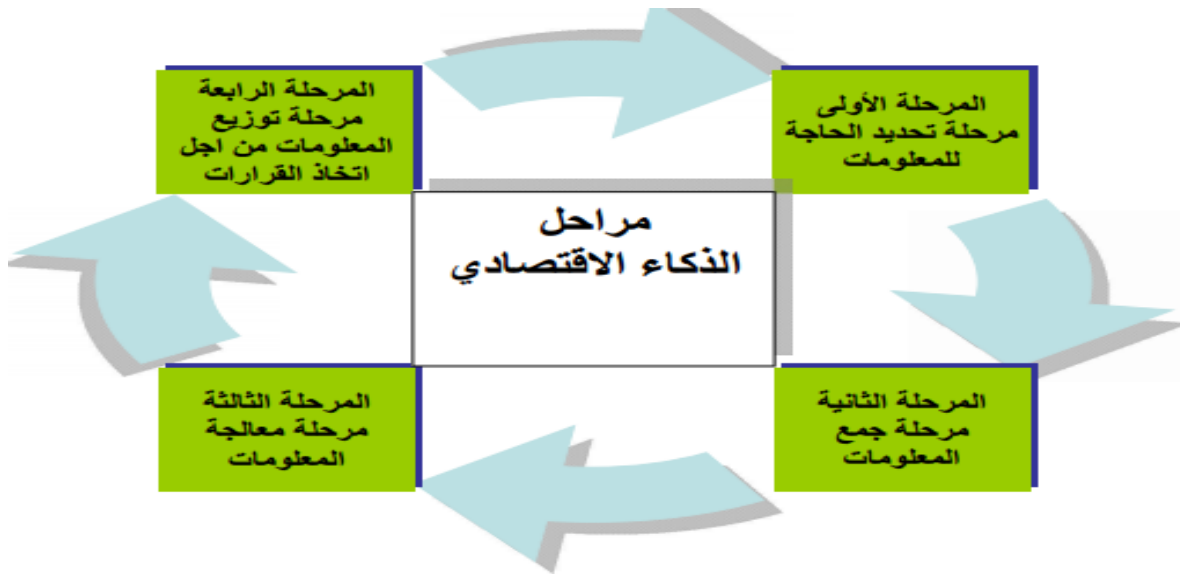 مراحل
الذكاء الاقتصادي
المرحلة الأولى
مرحلة تحديد الحاجة
للمعلومات
المرحلة الثانية
مرحلة جمع
المعلومات
المرحلة الثالثة
مرحلة معالجة
المعلومات
المرحلة الرابعة
مرحلة توزيع
المعلومات من اجل
اتخاذ القرارات